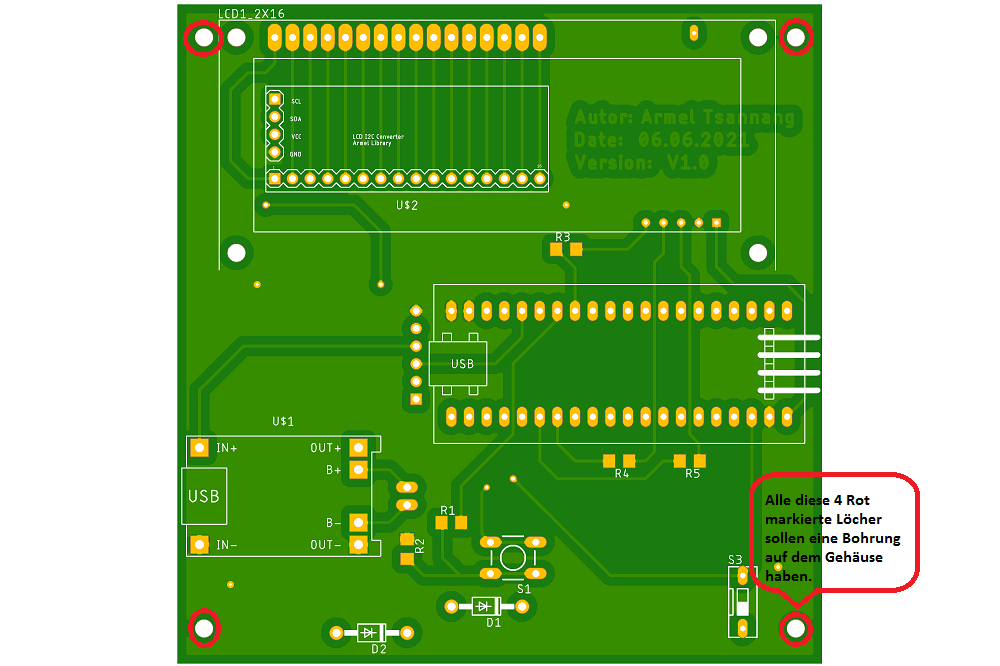 LCD1_2X16
SCL
SDA
VCC
GND
LCD I2C Converter
Armel Library
1
16
U$2
Autor: Armel Tsannang
Date: 06.06.2021
Version: V1.0
R3
USB
U$1
IN+
OUT+
B+
USB
B-
IN-
OUT-
R4
R5
R1
R2
S1
D1
D2
S3
Alle diese 4 Rot
markierte Löcher
sollen eine Bohrung
auf dem Gehäuse
haben.